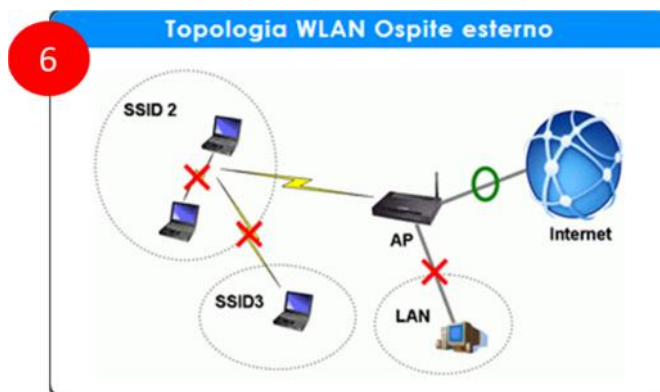 6
Topologia WLAN Ospite esterno
SSID 2
AP
Internet
SSID3
LAN